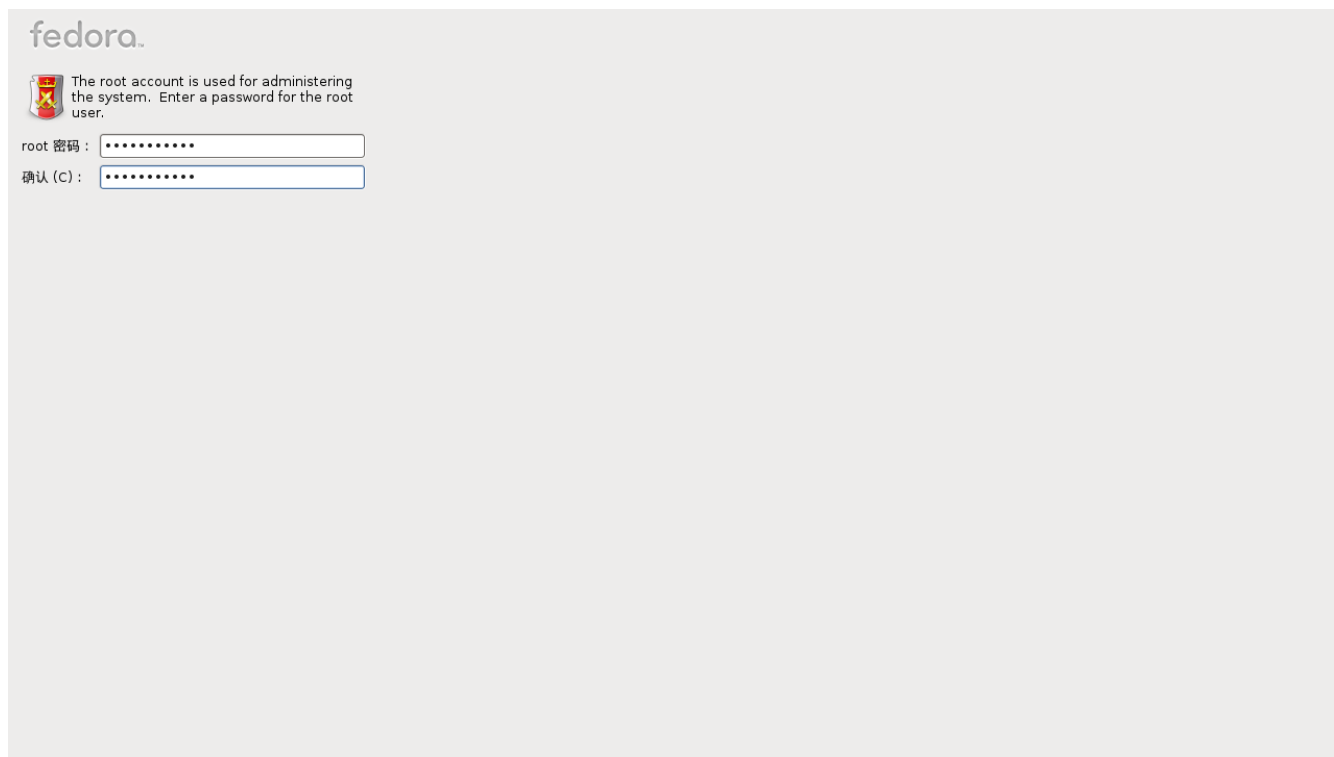 fedora™
The root account is used for administering
the system.  Enter a password for the root
user.
root 密码：
•••••••••••
确认 (C)：
•••••••••••